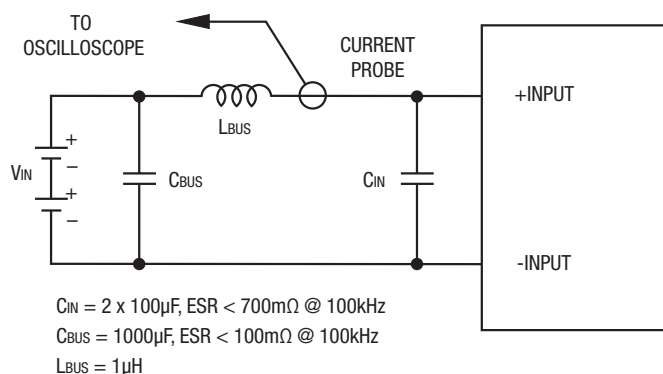 TO
OSCILLOSCOPE
CURRENT
PROBE
+INPUT
LBUS
VIN
+
−
+
−
CBUS
CIN
-INPUT
CIN = 2 x 100µF, ESR < 700mΩ @ 100kHz
CBUS = 1000µF, ESR < 100mΩ @ 100kHz
LBUS = 1µH